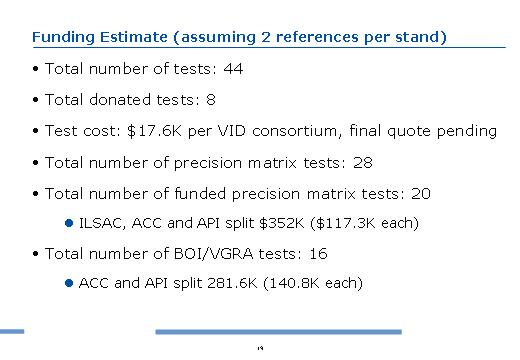 Funding Estimate (assuming 2 references per stand)
• Total number of tests: 44
• Total donated tests: 8
• Test cost: $17.6K per VID consortium, final quote pending
• Total number of precision matrix tests: 28
• Total number of funded precision matrix tests: 20
• ILSAC, ACC and API split $352K ($117.3K each)
• Total number of BOI/VGRA tests: 16
• ACC and API split 281.6K (140.8K each)
19